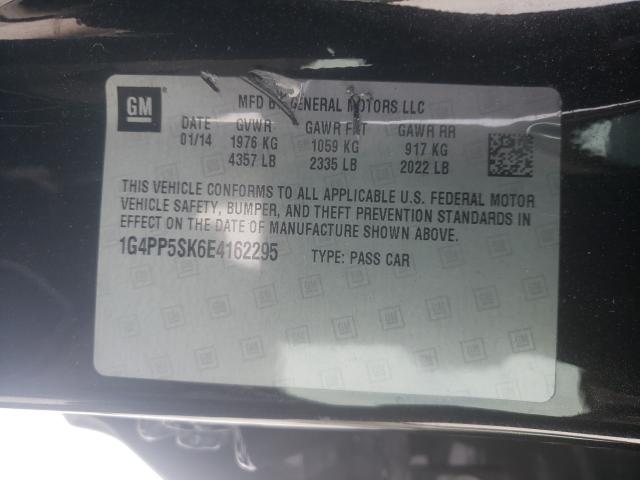 GM
MFD BY GENERAL MOTORS LLC
DATE GVWR GAWR FRT GAWR RR
01/14 1976 KG 1059 KG 917 KG
4357 LB 2335 LB 2022 LB
THIS VEHICLE CONFORMS TO ALL APPLICABLE U.S. FEDERAL MOTOR
VEHICLE SAFETY, BUMPER, AND THEFT PREVENTION STANDARDS IN
EFFECT ON THE DATE OF MANUFACTURE SHOWN ABOVE.
1G4PP5SK6E4162295 TYPE: PASS CAR